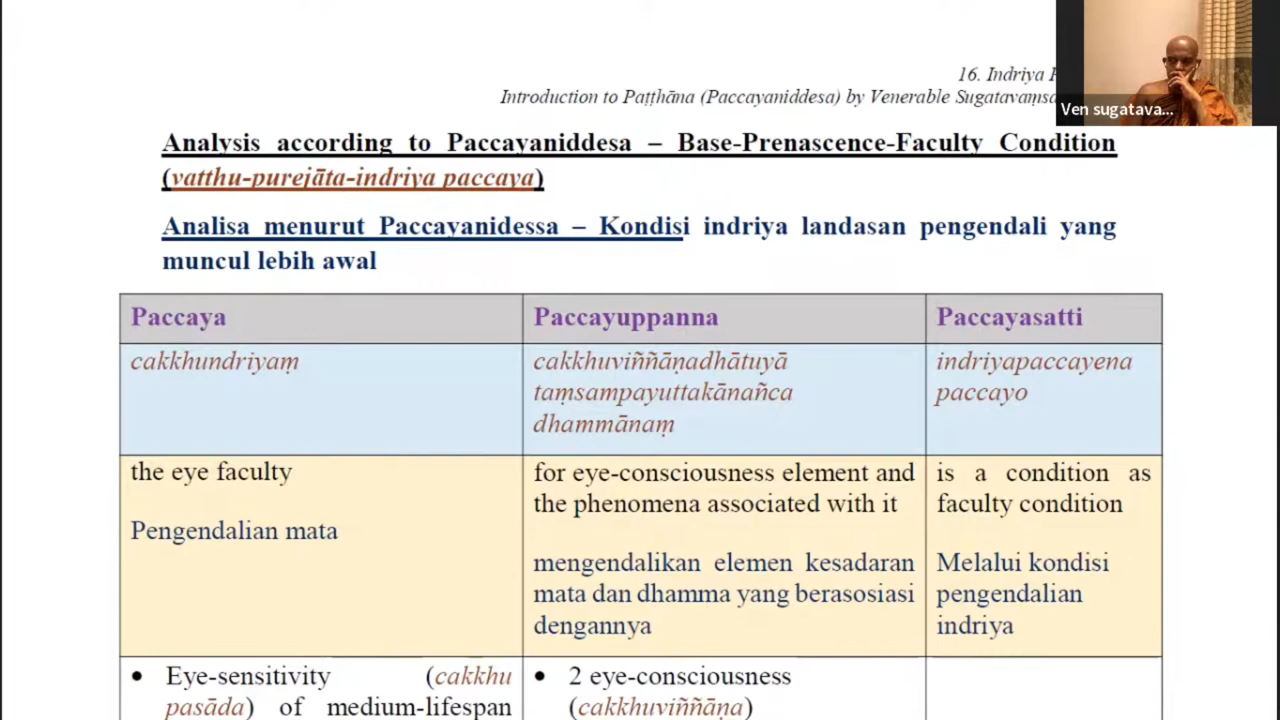 16. Indriya
Introduction to Paṭṭhāna (Paccayaniddesa) by Venerable
Ven sugatava...
Analysis according to Paccayaniddesa – Base-Prenascence-Faculty Condition
(vatthu-purejāta-indriya paccaya)
Analisa menurut Paccayanidessa – Kondisi indriya landasan pengendali yang
muncul lebih awal
Paccaya
Paccayuppanna
Paccayasatti
cakkhundriyaṃ
cakkhuviññāṇadhātuyā
taṃsampayuttakānañca
dhammānaṃ
indriyapaccayena
paccayo
the eye faculty
Pengendalian mata
for eye-consciousness element and
the phenomena associated with it
mengendalikan elemen kesadaran
mata dan dhamma yang berasosiasi
dengannya
is a condition as
faculty condition
Melalui kondisi
pengendalian
indriya
• Eye-sensitivity (cakkhu
pasāda) of medium-lifespan
• 2 eye-consciousness
(cakkhuviññāṇa)